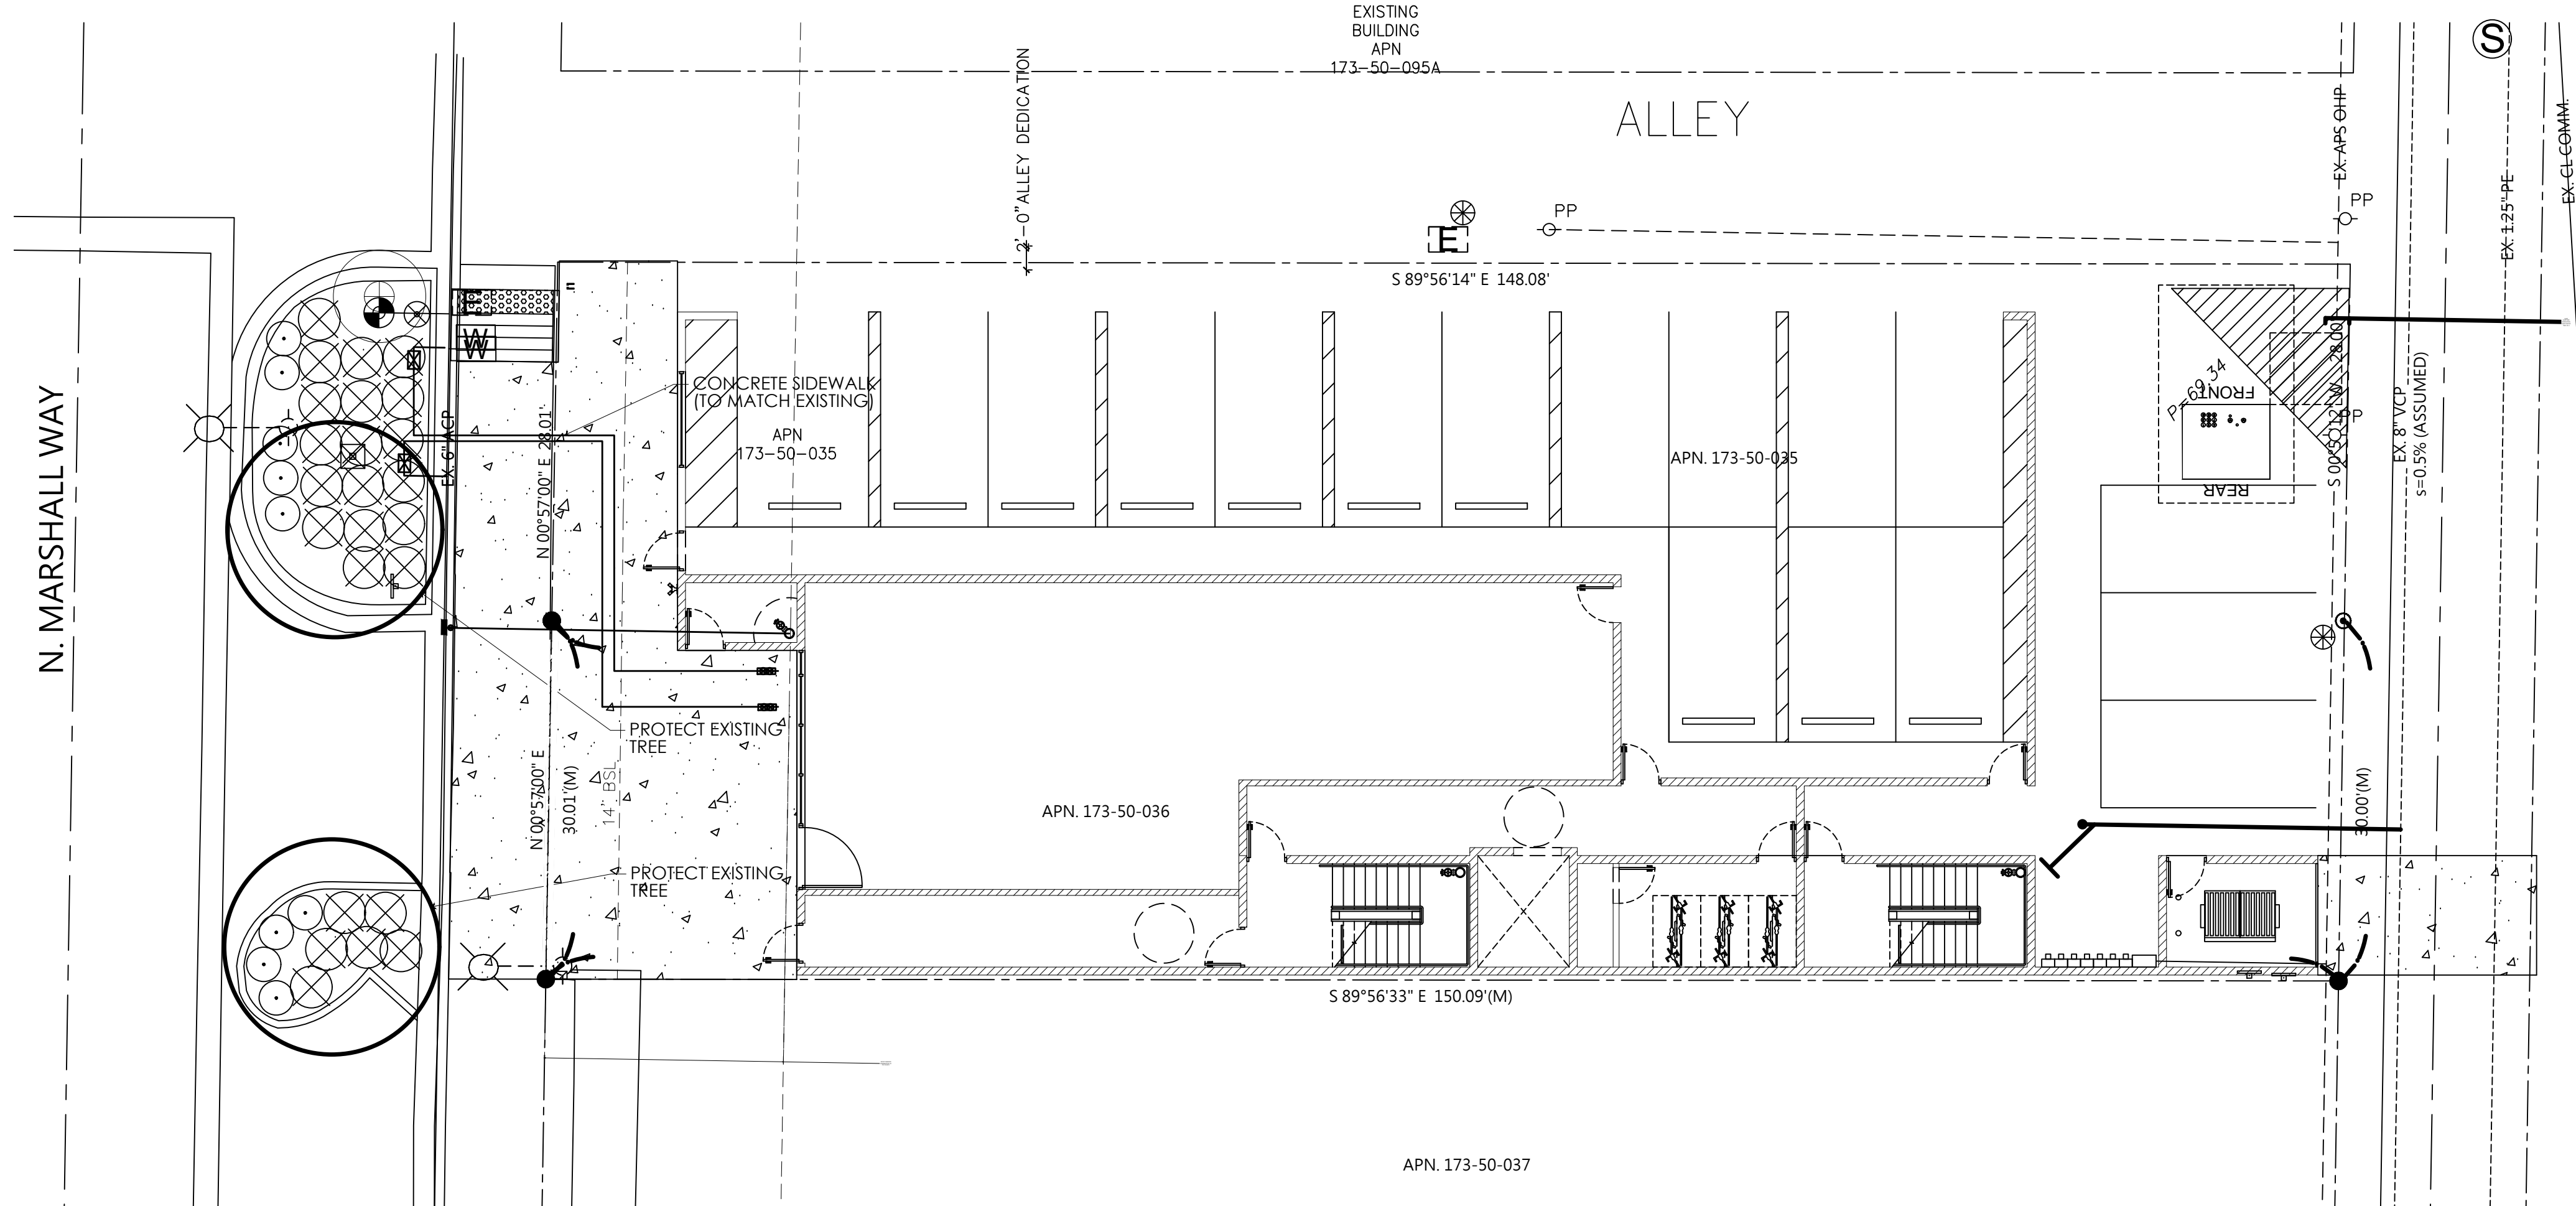 EXISTING
BUILDING
APN
173-50-095A
S
ALLEY
2'-0" ALLEY DEDICATION
EX. APS OHP
EX. 1.25" PE
EX. CL COMM.
PP
PP
E
S 89°56'14" E 148.08'
N. MARSHALL WAY
W
W
EX. 6" ACP
N 00°57'00" E 28.01'
CONCRETE SIDEWALK
(TO MATCH EXISTING)
APN
173-50-035
APN. 173-50-035
P=69.34
FRONT
REAR
PP
EX. 8" VCP
s=0.5% (ASSUMED)
PROTECT EXISTING
TREE
N 00°57'00" E
30.01'(M)
14' BSL
APN. 173-50-036
30.00'(M)
PROTECT EXISTING
TREE
S 89°56'33" E 150.09'(M)
APN. 173-50-037